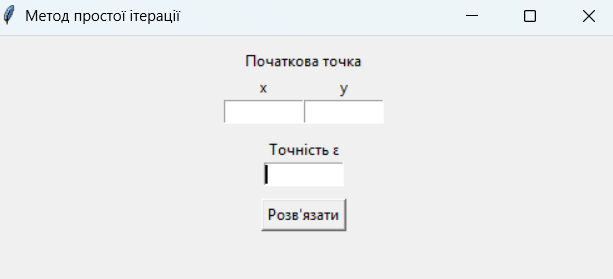 Метод простої ітерації
Початкова точка
x y
Точність ε
Розв'язати